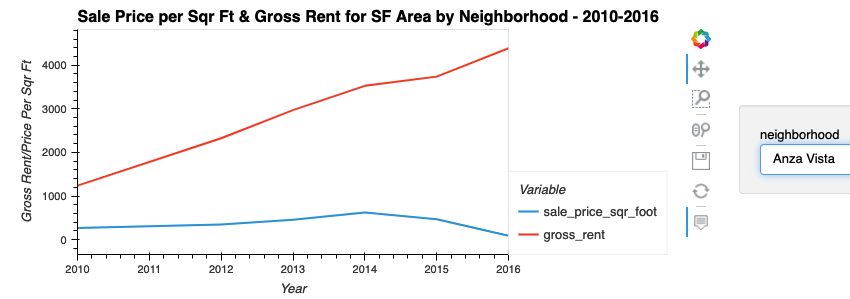 Sale Price per Sqr Ft & Gross Rent for SF Area by Neighborhood - 2010-2016
Gross Rent/Price Per Sqr Ft
4000
3000
2000
1000
0
2010 2011 2012 2013 2014 2015 2016
Year
Variable
sale_price_sqr_foot
gross_rent
neighborhood
Anza Vista